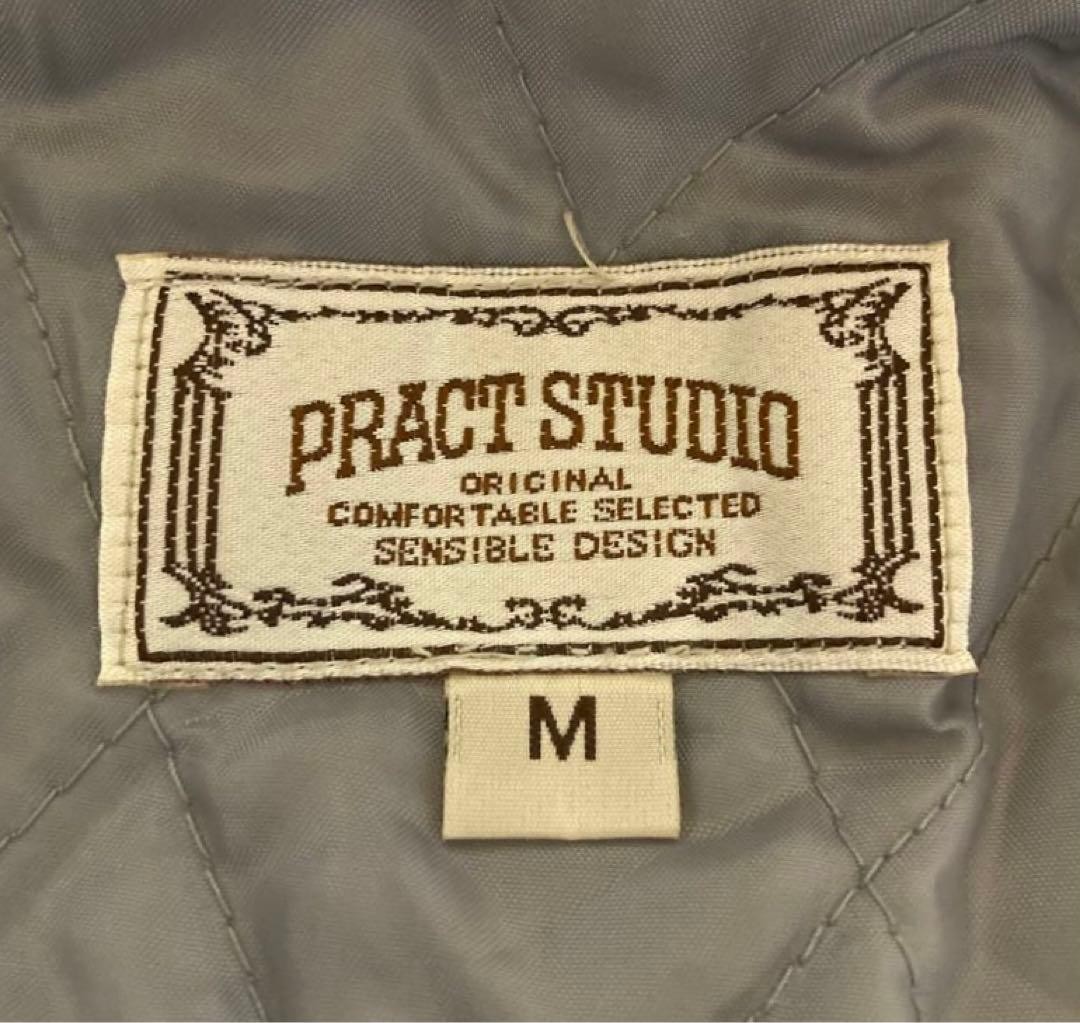 PRACT STUDIO
ORIGINAL
COMFORTABLE SELECTED
SENSIBLE DESIGN
M